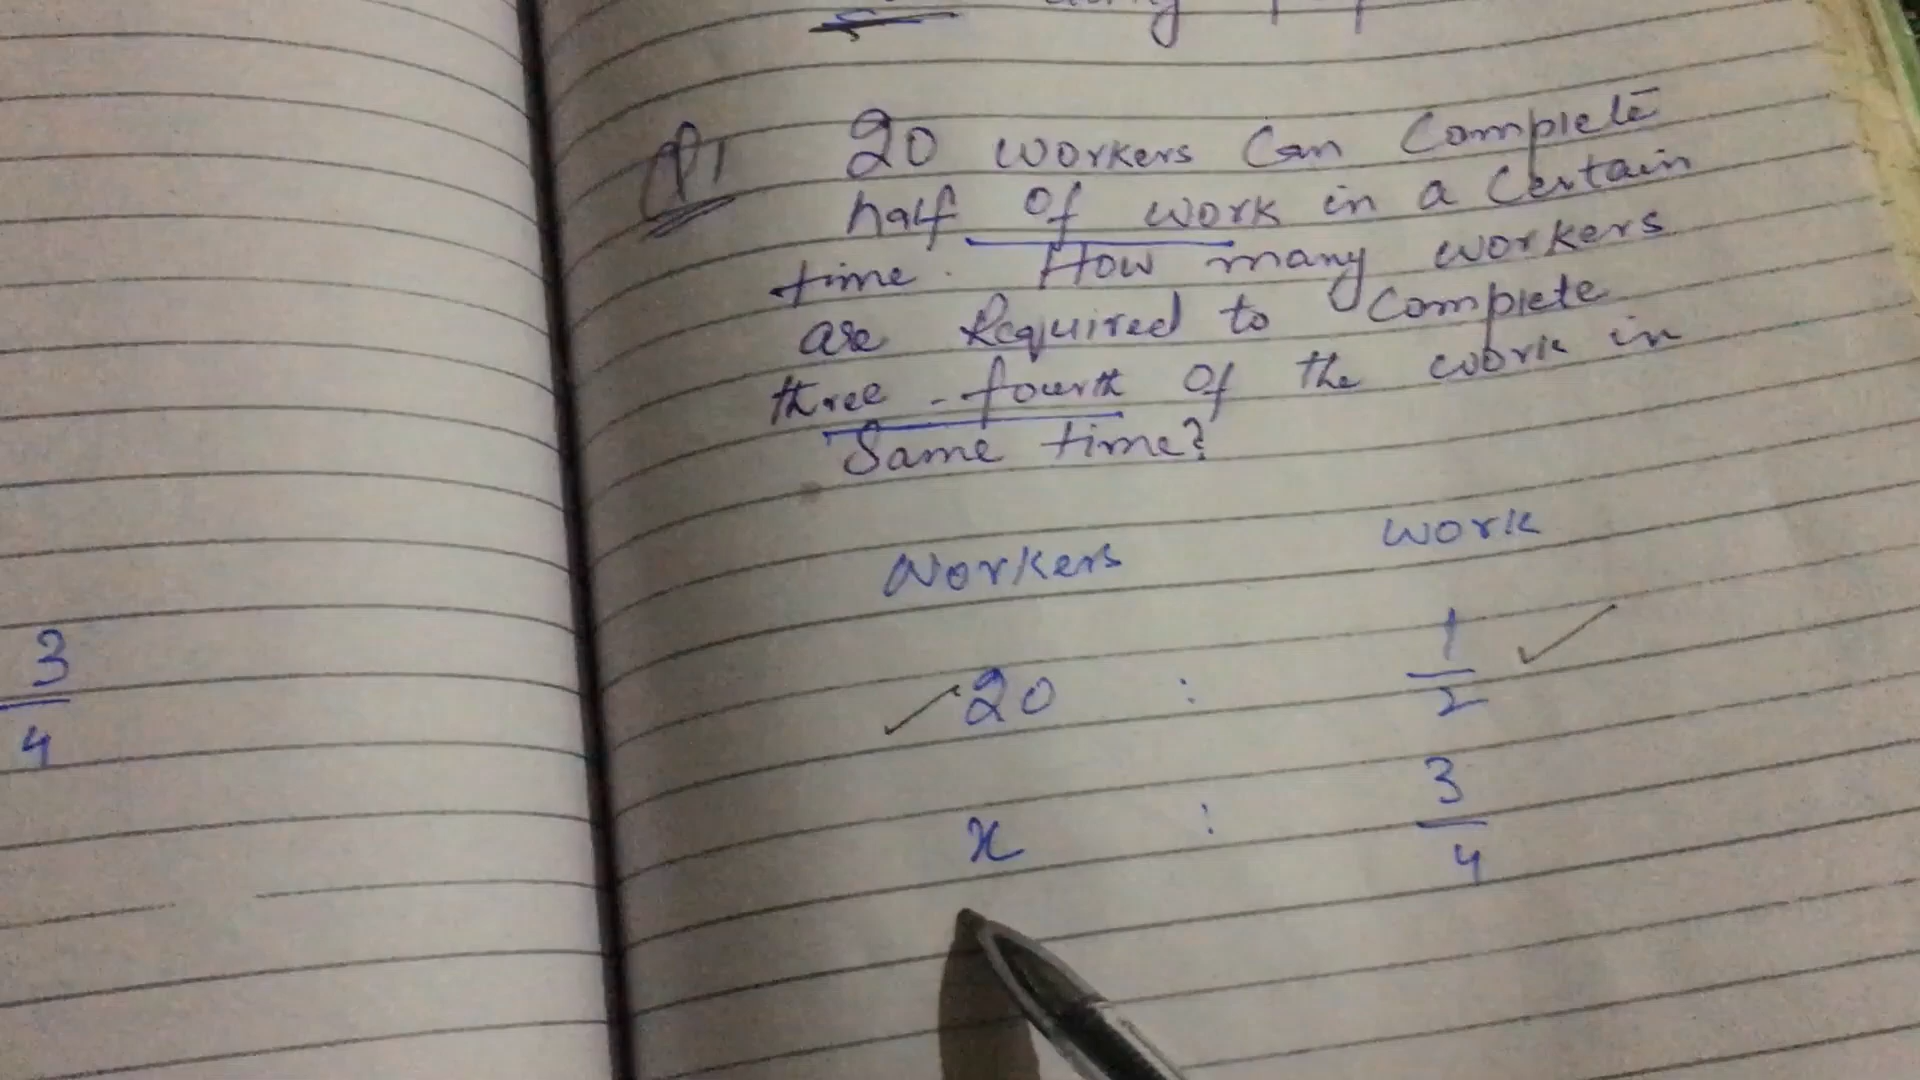 3
4
Q1 20 workers Can Complete
half of work in a Certain
time. How many workers
are Required to Complete
three-fourth of the work in
Same time?
Workers work
20 : 1/2
x : 3/4